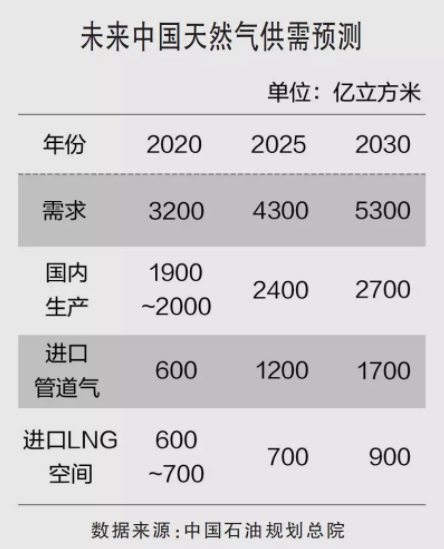 未来中国天然气供需预测
单位：亿立方米
年份 2020 2025 2030
需求 3200 4300 5300
国内
生产 1900
~2000 2400 2700
进口
管道气 600 1200 1700
进口LNG
空间 600
~700 700 900
数据来源:中国石油规划总院